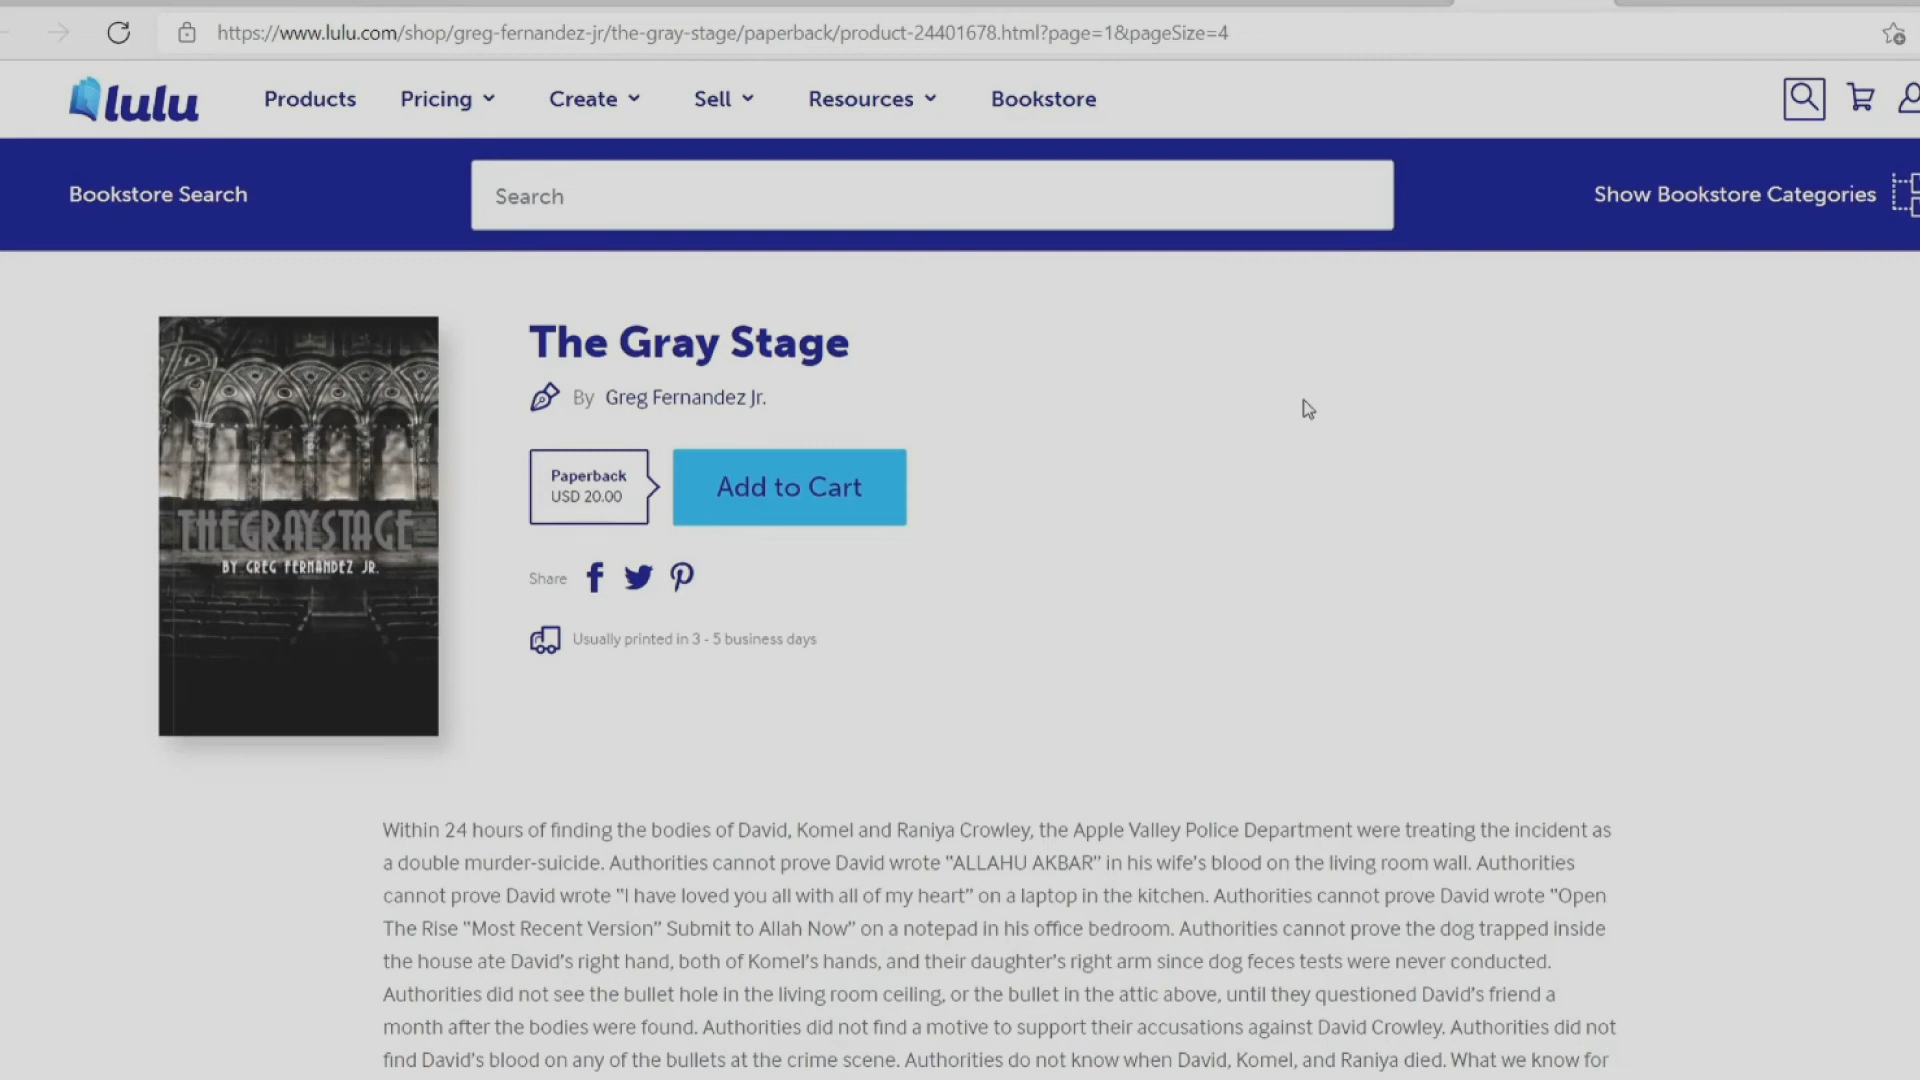 https://www.lulu.com/shop/greg-fernandez-jr/the-gray-stage/paperback/product-24401678.html?page=1&pageSize=4
lulu
Products
Pricing
Create
Sell
Resources
Bookstore
Bookstore Search
Search
Show Bookstore Categories
The Gray Stage
By Greg Fernandez Jr.
Paperback
USD 20.00
Add to Cart
Share
Usually printed in 3 - 5 business days
THE GRAY STAGE
BY GREG FERNANDEZ JR.
Within 24 hours of finding the bodies of David, Komel and Raniya Crowley, the Apple Valley Police Department were treating the incident as
a double murder-suicide. Authorities cannot prove David wrote "ALLAHU AKBAR" in his wife's blood on the living room wall. Authorities
cannot prove David wrote "I have loved you all with all of my heart" on a laptop in the kitchen. Authorities cannot prove David wrote "Open
The Rise "Most Recent Version" Submit to Allah Now" on a notepad in his office bedroom. Authorities cannot prove the dog trapped inside
the house ate David's right hand, both of Komel's hands, and their daughter's right arm since dog feces tests were never conducted.
Authorities did not see the bullet hole in the living room ceiling, or the bullet in the attic above, until they questioned David's friend a
month after the bodies were found. Authorities did not find a motive to support their accusations against David Crowley. Authorities did not
find David's blood on any of the bullets at the crime scene. Authorities do not know when David, Komel, and Raniya died. What we know for